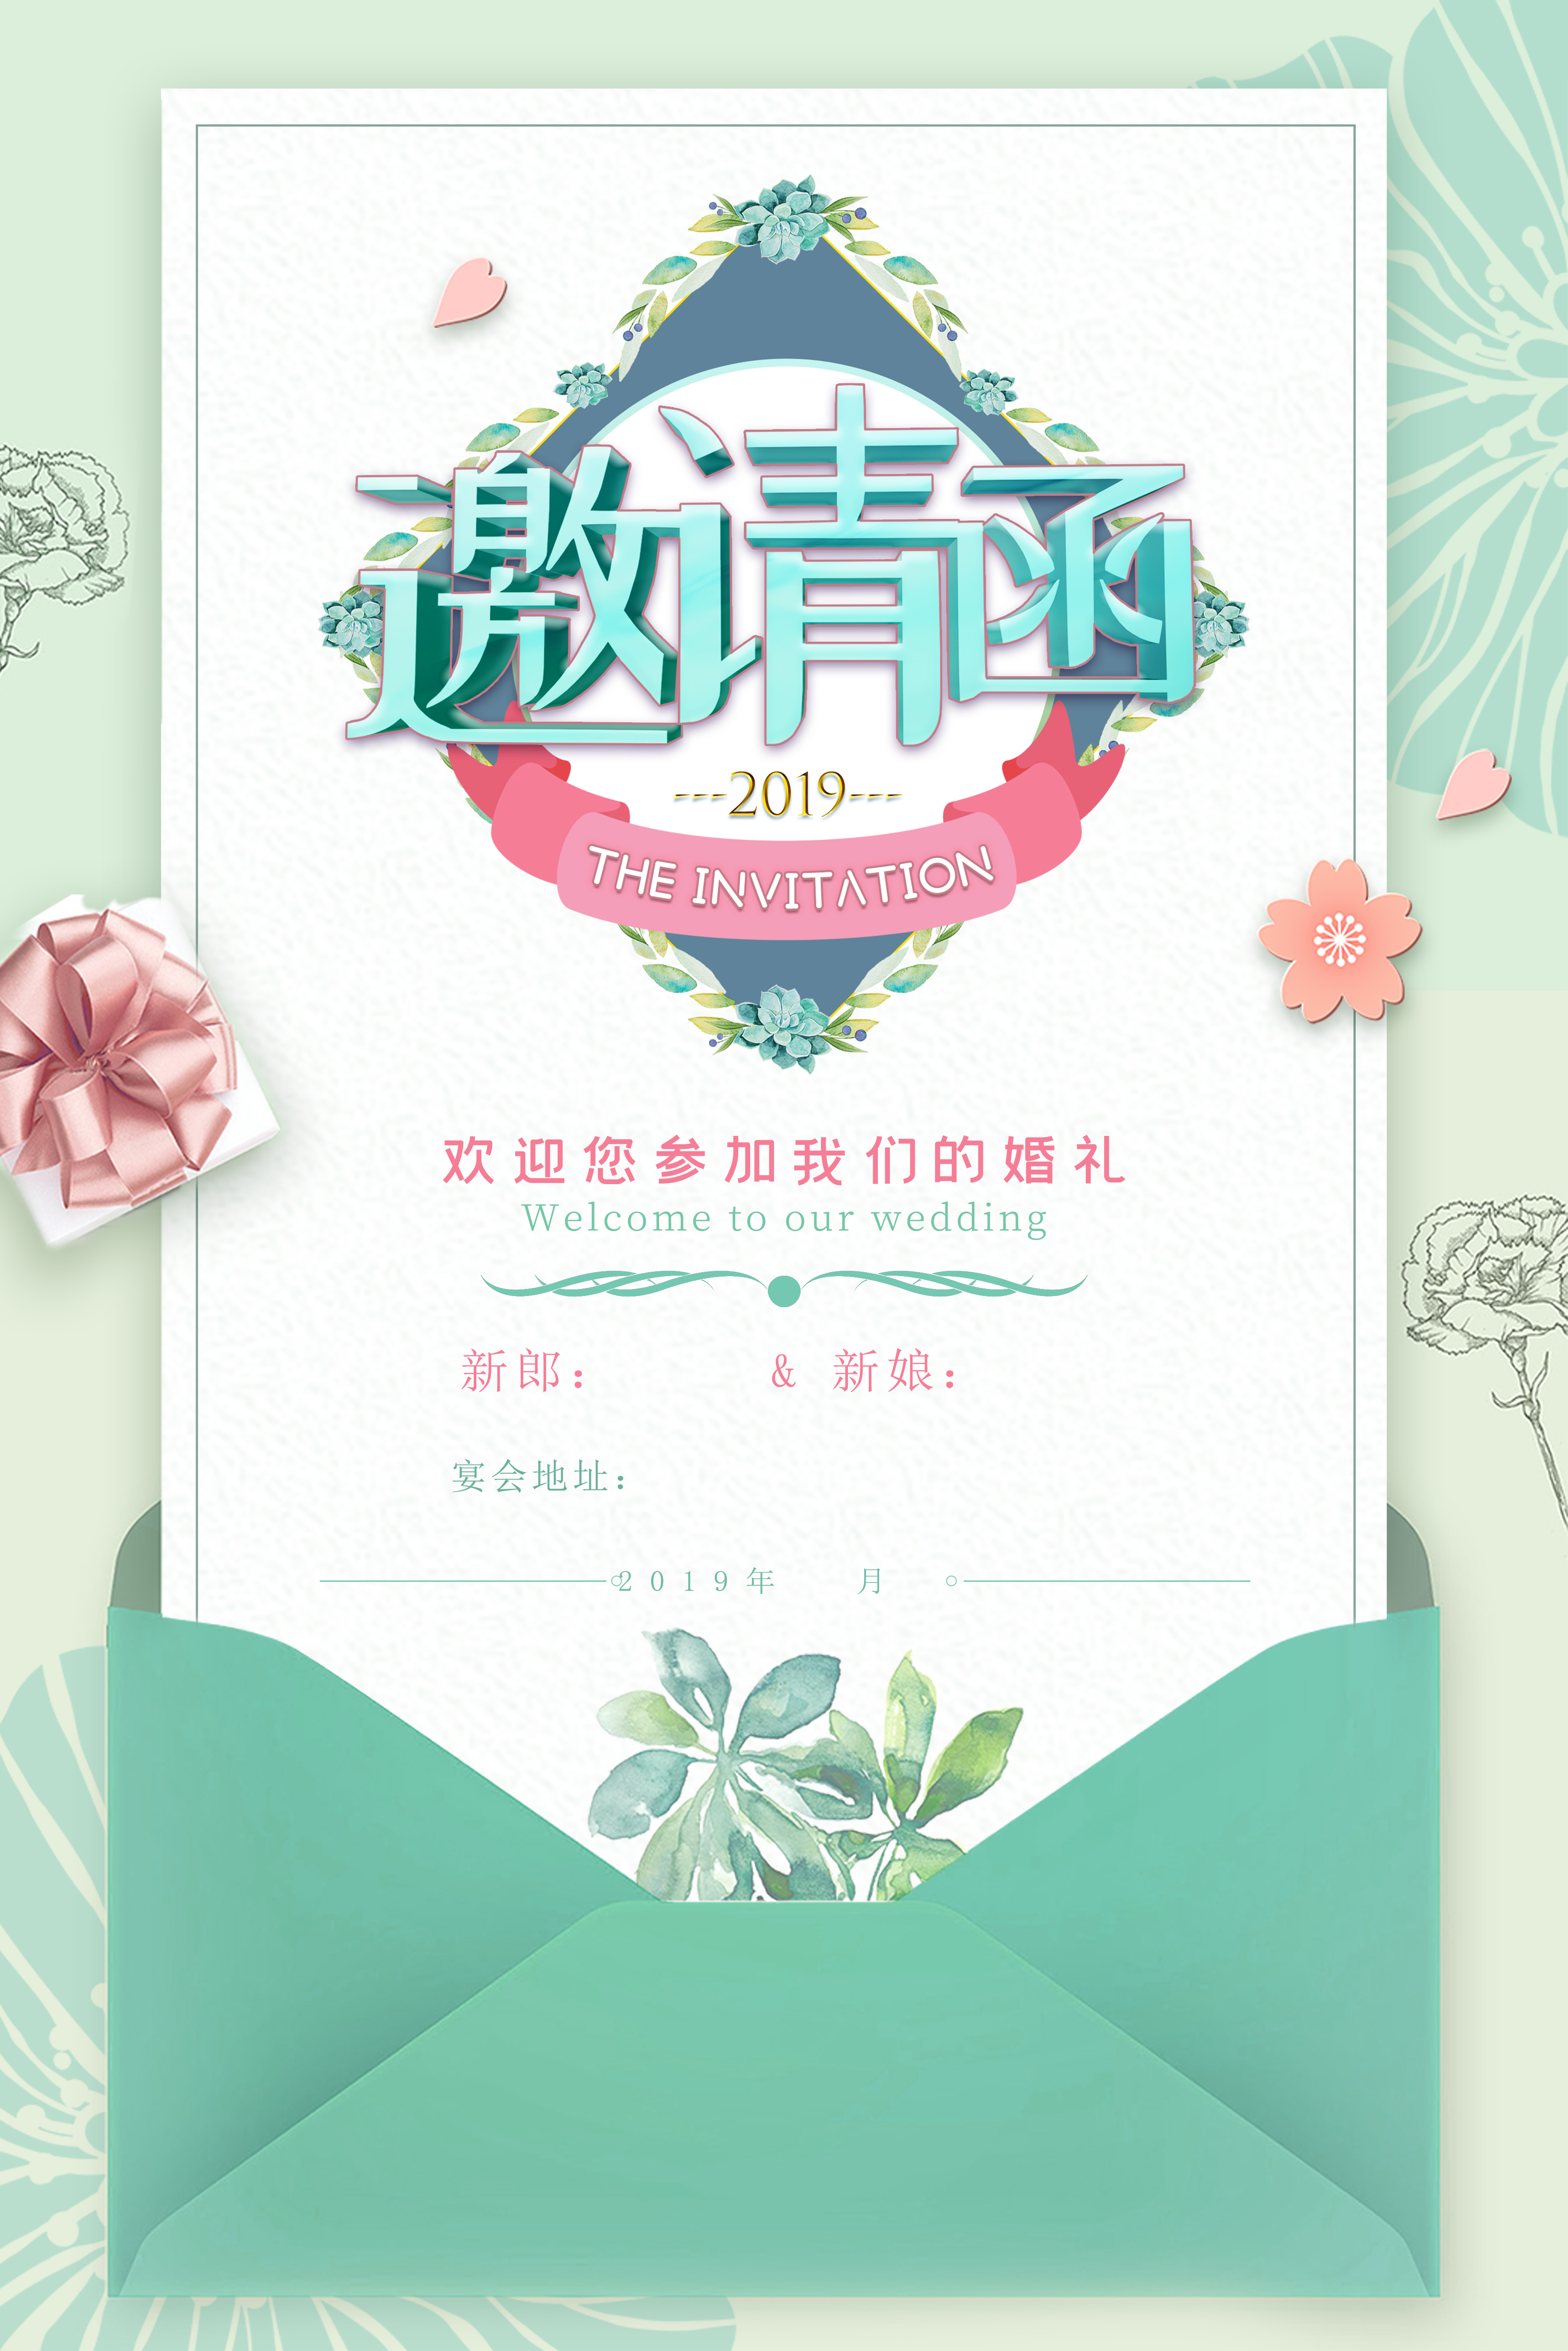 邀请函
---2019---
THE INVITATION
欢迎您参加我们的婚礼
Welcome to our wedding
新郎： & 新娘：
宴会地址：
2019年 月